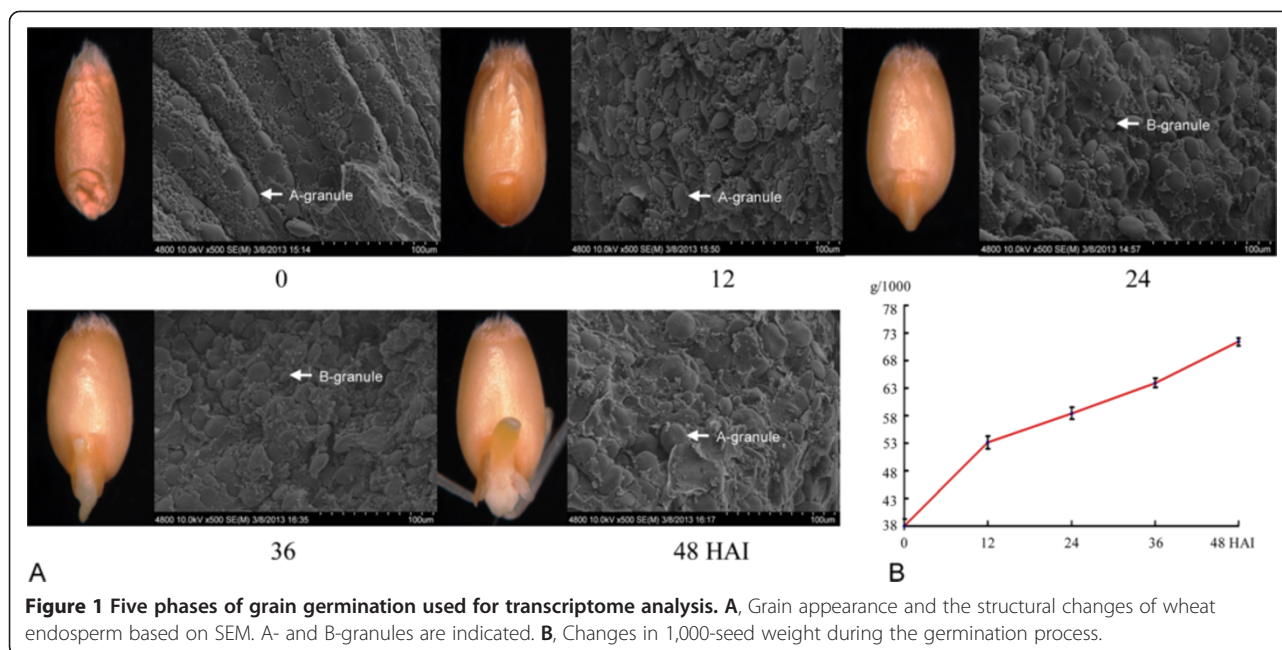 A-granule
4800 10.0kV x500 SE(M) 3/8/2013 15:14 100um
0
A-granule
4800 10.0kV x500 SE(M) 3/8/2013 15:50 100um
12
B-granule
4800 10.0kV x500 SE(M) 3/8/2013 14:57 100um
24
B-granule
4800 10.0kV x500 SE(M) 3/8/2013 16:35 100um
36
A-granule
4800 10.0kV x500 SE(M) 3/8/2013 16:17 100um
48 HAI
A
g/1000
78
73
68
63
58
53
48
43
38
0 12 24 36 48 HAI
B
Figure 1 Five phases of grain germination used for transcriptome analysis. A, Grain appearance and the structural changes of wheat
endosperm based on SEM. A- and B-granules are indicated. B, Changes in 1,000-seed weight during the germination process.